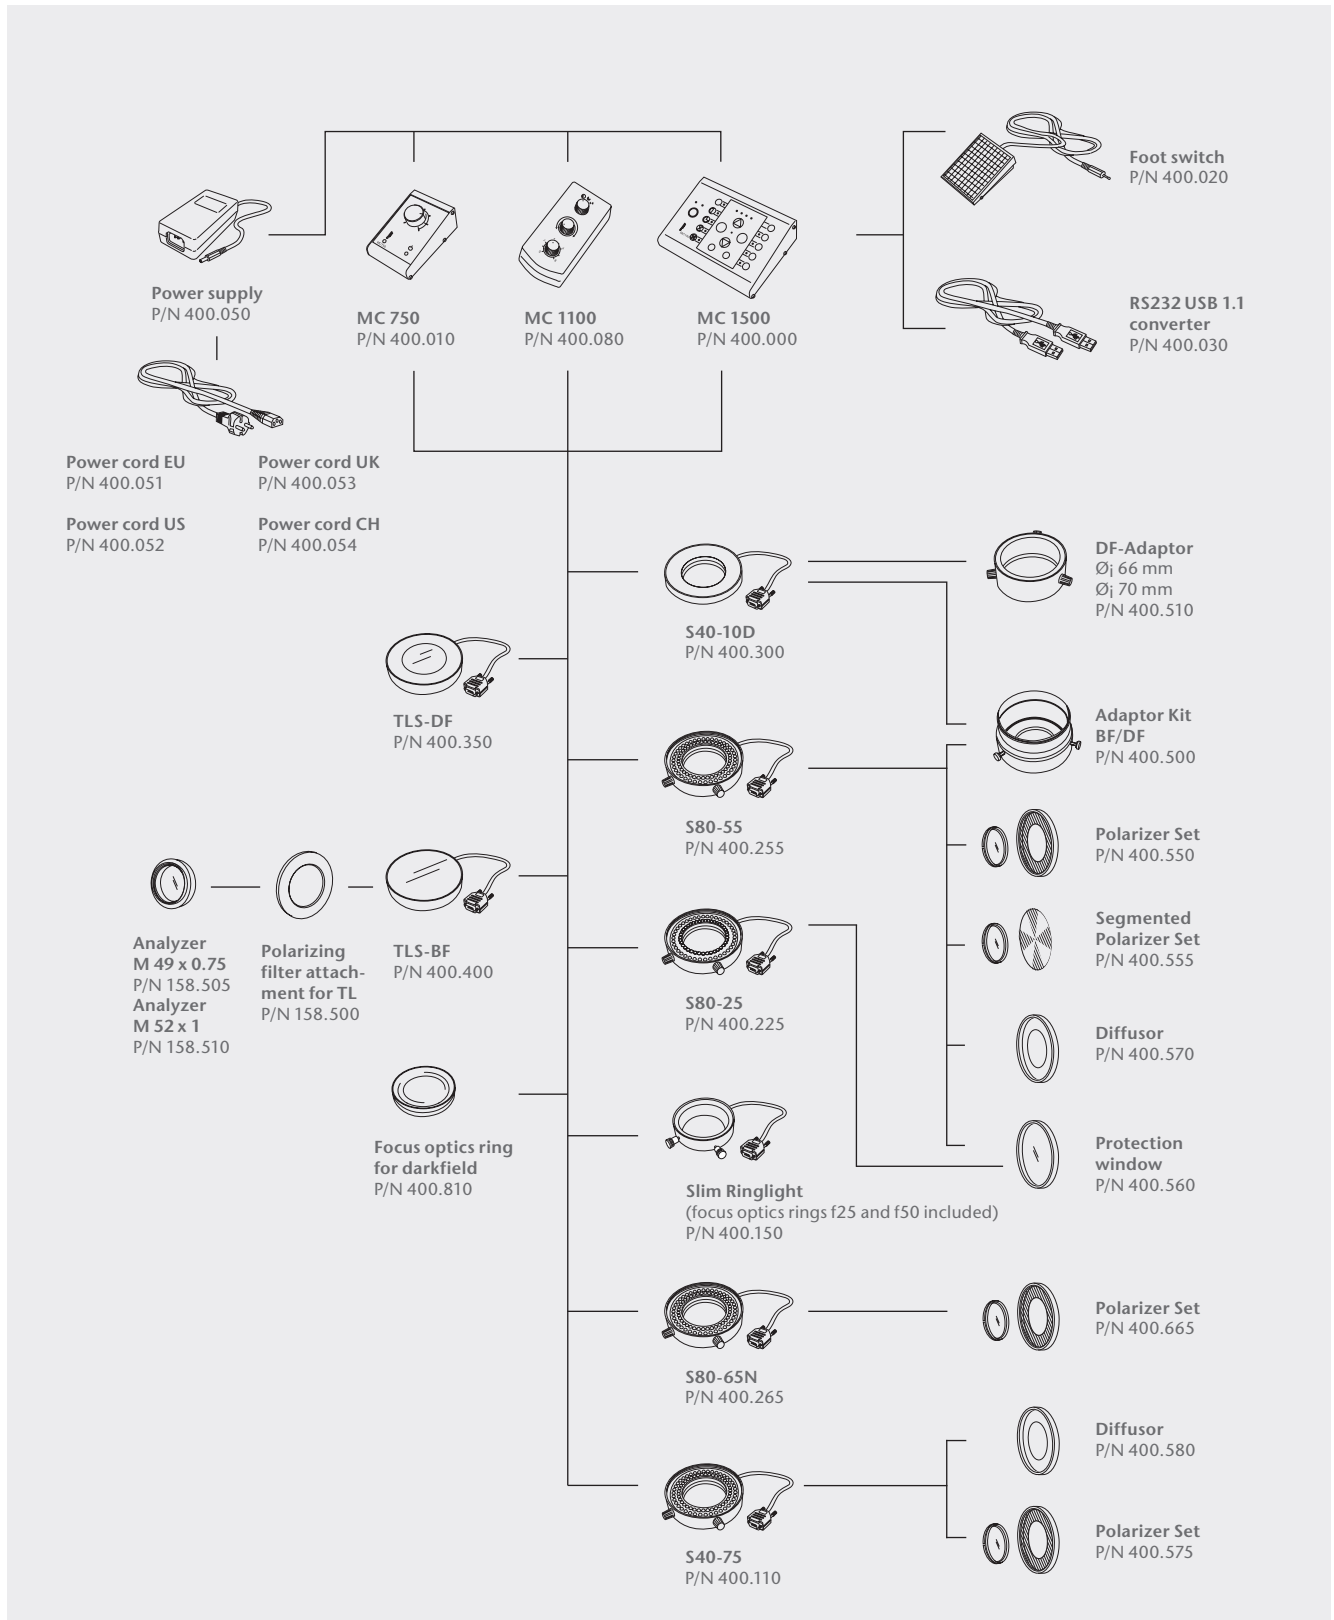 Foot switch
P/N 400.020
Power supply
P/N 400.050
MC 750
P/N 400.010
MC 1100
P/N 400.080
MC 1500
P/N 400.000
RS232 USB 1.1
converter
P/N 400.030
Power cord EU
P/N 400.051
Power cord UK
P/N 400.053
Power cord US
P/N 400.052
Power cord CH
P/N 400.054
S40-10D
P/N 400.300
DF-Adaptor
Ø¡ 66 mm
Ø¡ 70 mm
P/N 400.510
TLS-DF
P/N 400.350
Adaptor Kit
BF/DF
P/N 400.500
S80-55
P/N 400.255
Polarizer Set
P/N 400.550
Analyzer
M 49 x 0.75
P/N 158.505
Analyzer
M 52 x 1
P/N 158.510
Polarizing
filter attach-
ment for TL
P/N 158.500
TLS-BF
P/N 400.400
Segmented
Polarizer Set
P/N 400.555
S80-25
P/N 400.225
Diffusor
P/N 400.570
Focus optics ring
for darkfield
P/N 400.810
Slim Ringlight
(focus optics rings f25 and f50 included)
P/N 400.150
Protection
window
P/N 400.560
S80-65N
P/N 400.265
Polarizer Set
P/N 400.665
Diffusor
P/N 400.580
S40-75
P/N 400.110
Polarizer Set
P/N 400.575